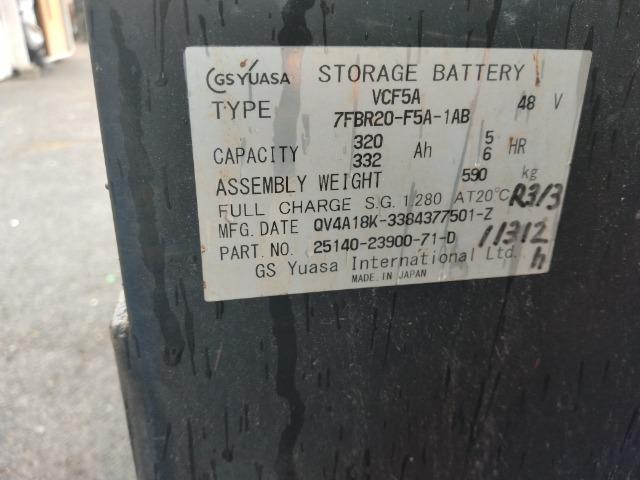 GS YUASA STORAGE BATTERY
VCF5A
TYPE 7FBR20-F5A-1AB 48 V
320 5
CAPACITY Ah HR
332 6
ASSEMBLY WEIGHT 590 kg
FULL CHARGE S.G. 1.280 AT20°C R3/3
MFG. DATE QV4A18K-3384377501-Z
PART. NO. 25140-23900-71-D 11312
GS Yuasa International Ltd. h
MADE IN JAPAN